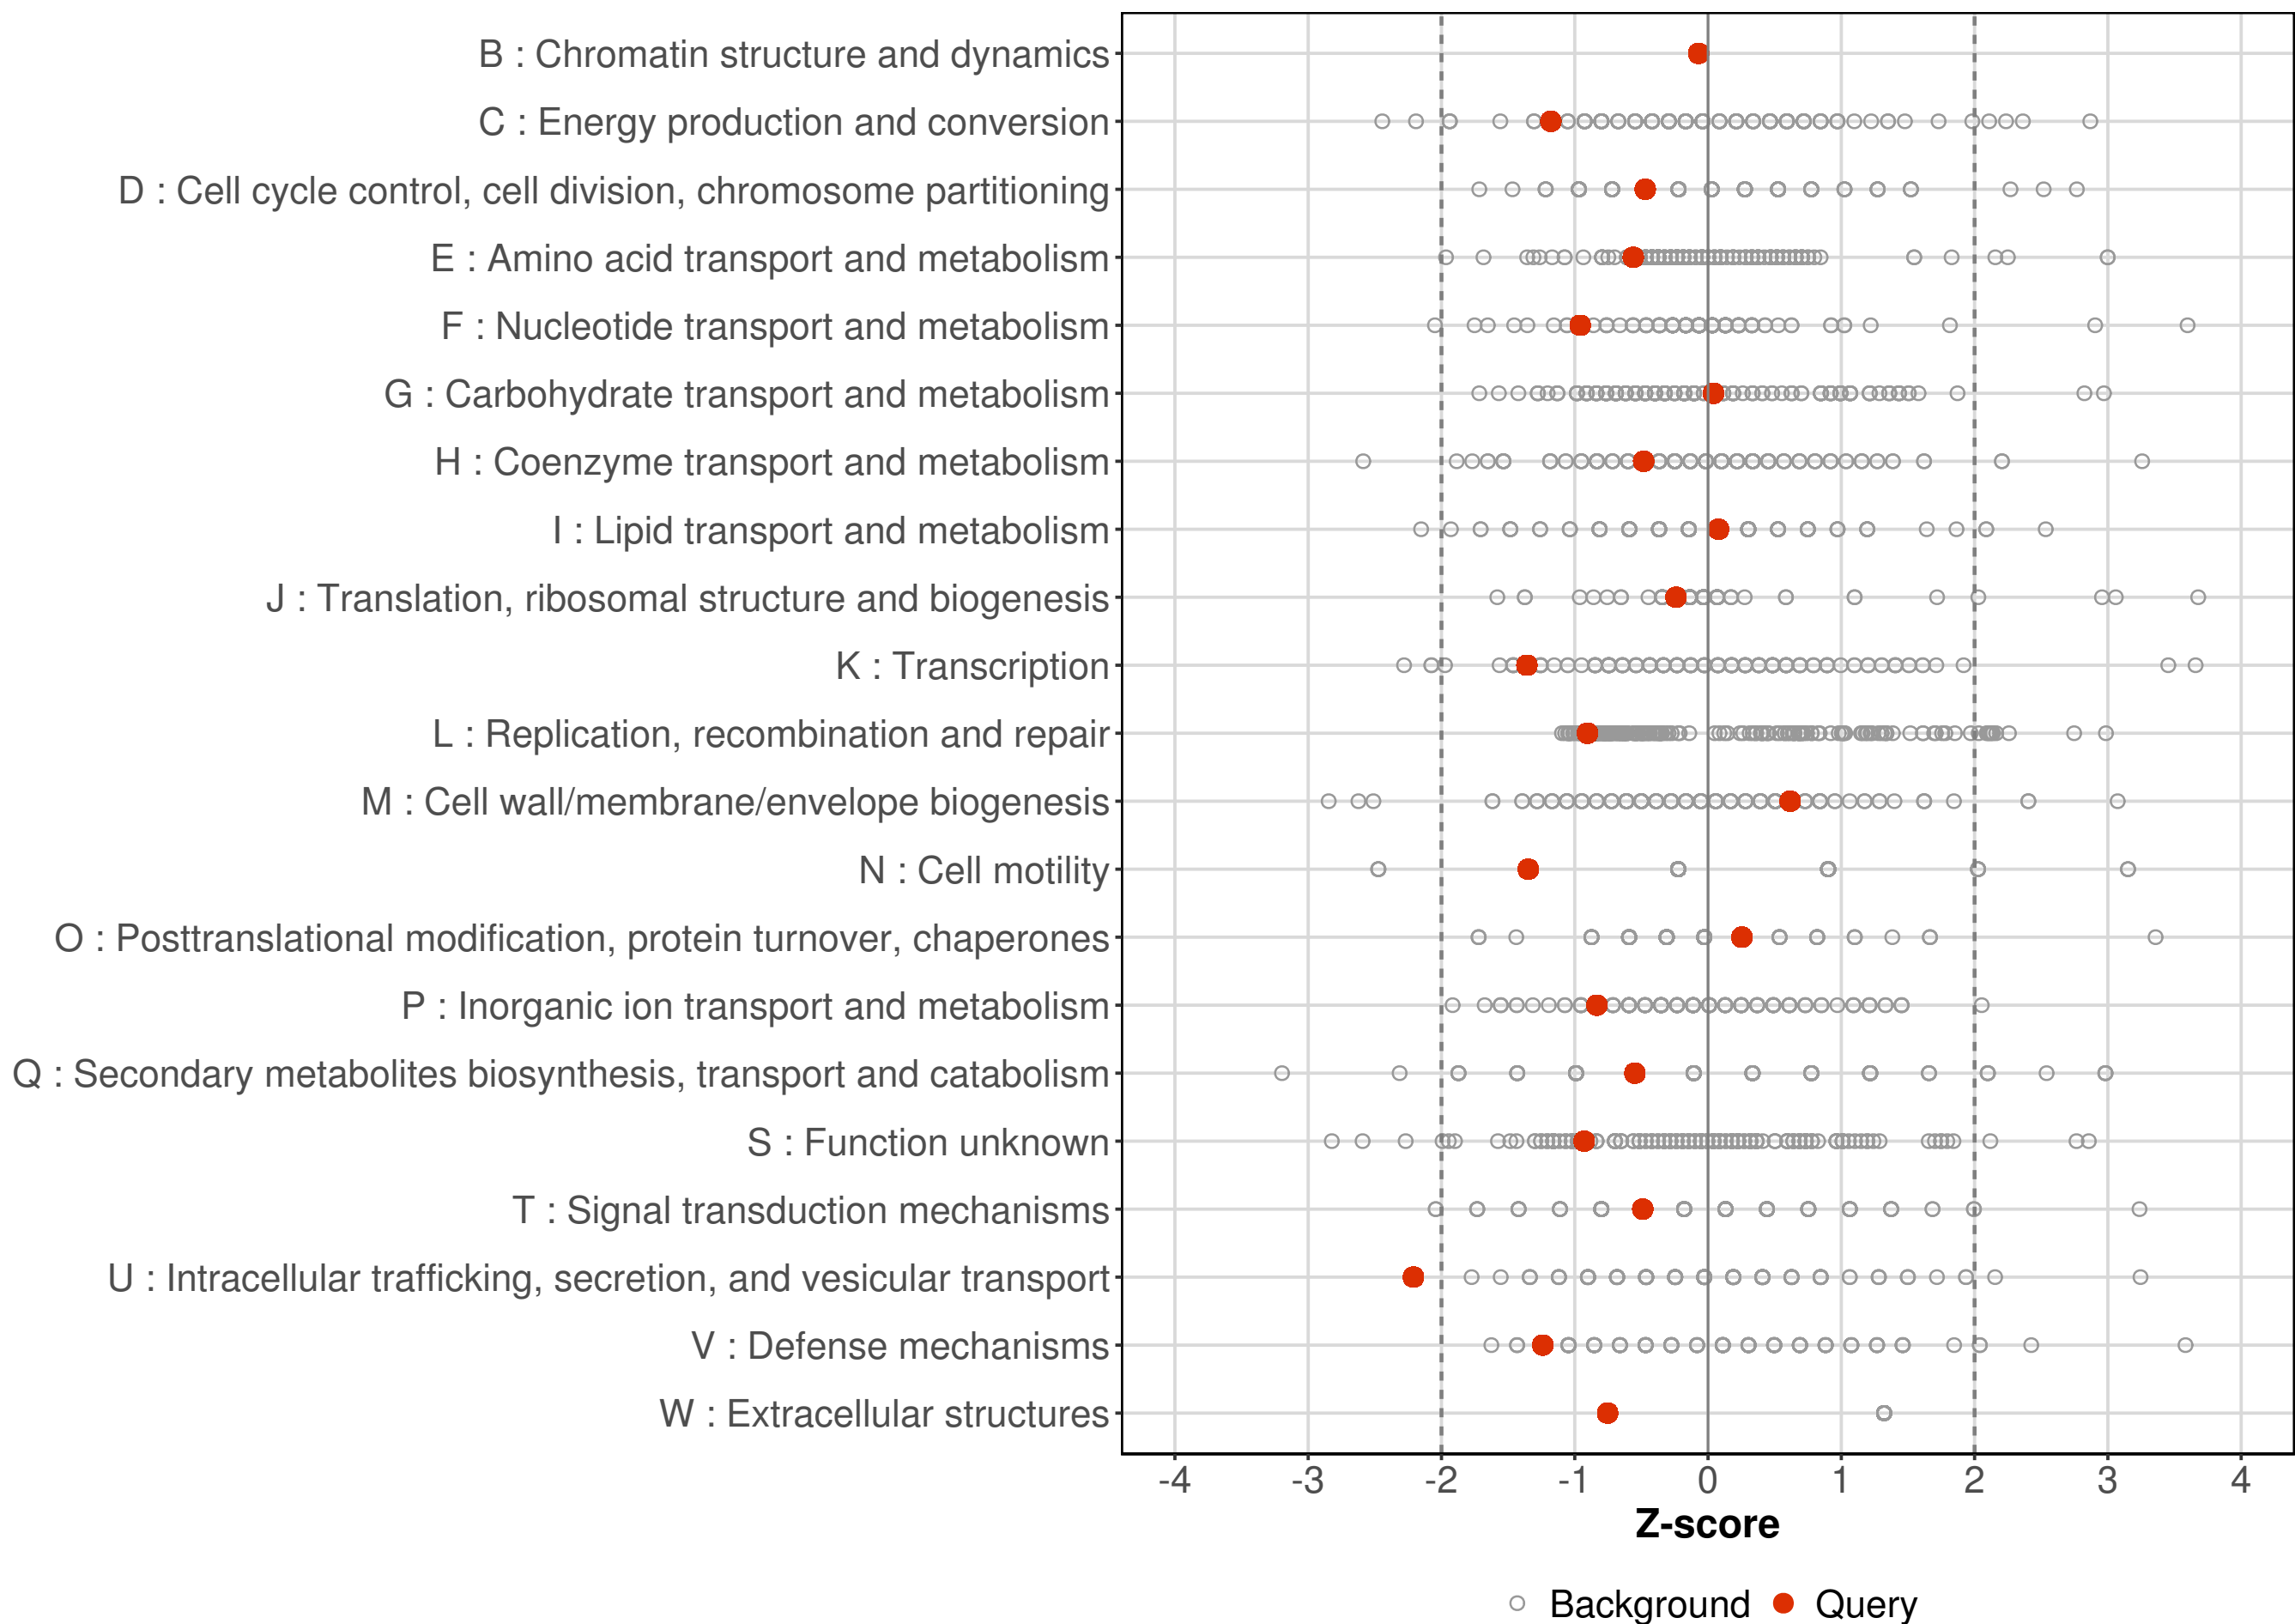 B : Chromatin structure and dynamics
C : Energy production and conversion
D : Cell cycle control, cell division, chromosome partitioning
E : Amino acid transport and metabolism
F : Nucleotide transport and metabolism
G : Carbohydrate transport and metabolism
H : Coenzyme transport and metabolism
I : Lipid transport and metabolism
J : Translation, ribosomal structure and biogenesis
K : Transcription
L : Replication, recombination and repair
M : Cell wall/membrane/envelope biogenesis
N : Cell motility
O : Posttranslational modification, protein turnover, chaperones
P : Inorganic ion transport and metabolism
Q : Secondary metabolites biosynthesis, transport and catabolism
S : Function unknown
T : Signal transduction mechanisms
U : Intracellular trafficking, secretion, and vesicular transport
V : Defense mechanisms
W : Extracellular structures
-4 -3 -2 -1 0 1 2 3 4
Z-score
Background Query